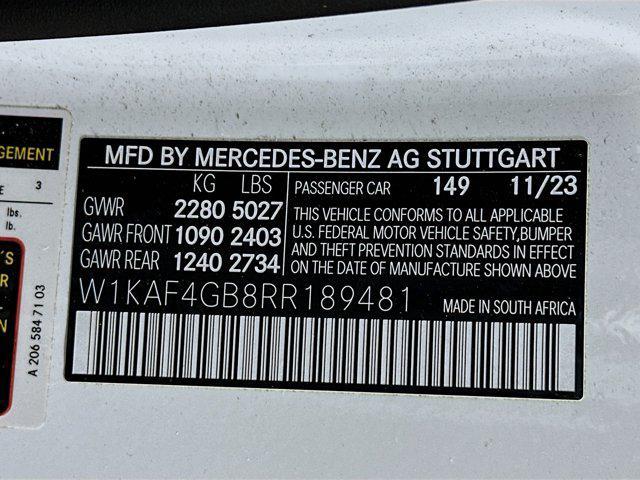 MFD BY MERCEDES-BENZ AG STUTTGART
KG LBS
GVWR 2280 5027
GAWR FRONT 1090 2403
GAWR REAR 1240 2734
PASSENGER CAR 149 11/23
THIS VEHICLE CONFORMS TO ALL APPLICABLE
U.S. FEDERAL MOTOR VEHICLE SAFETY,BUMPER
AND THEFT PREVENTION STANDARDS IN EFFECT
ON THE DATE OF MANUFACTURE SHOWN ABOVE
W1KAF4GB8RR189481 MADE IN SOUTH AFRICA
GEMENT
E 3
lbs.
lb.
´S
R
N
A 206 584 71 03